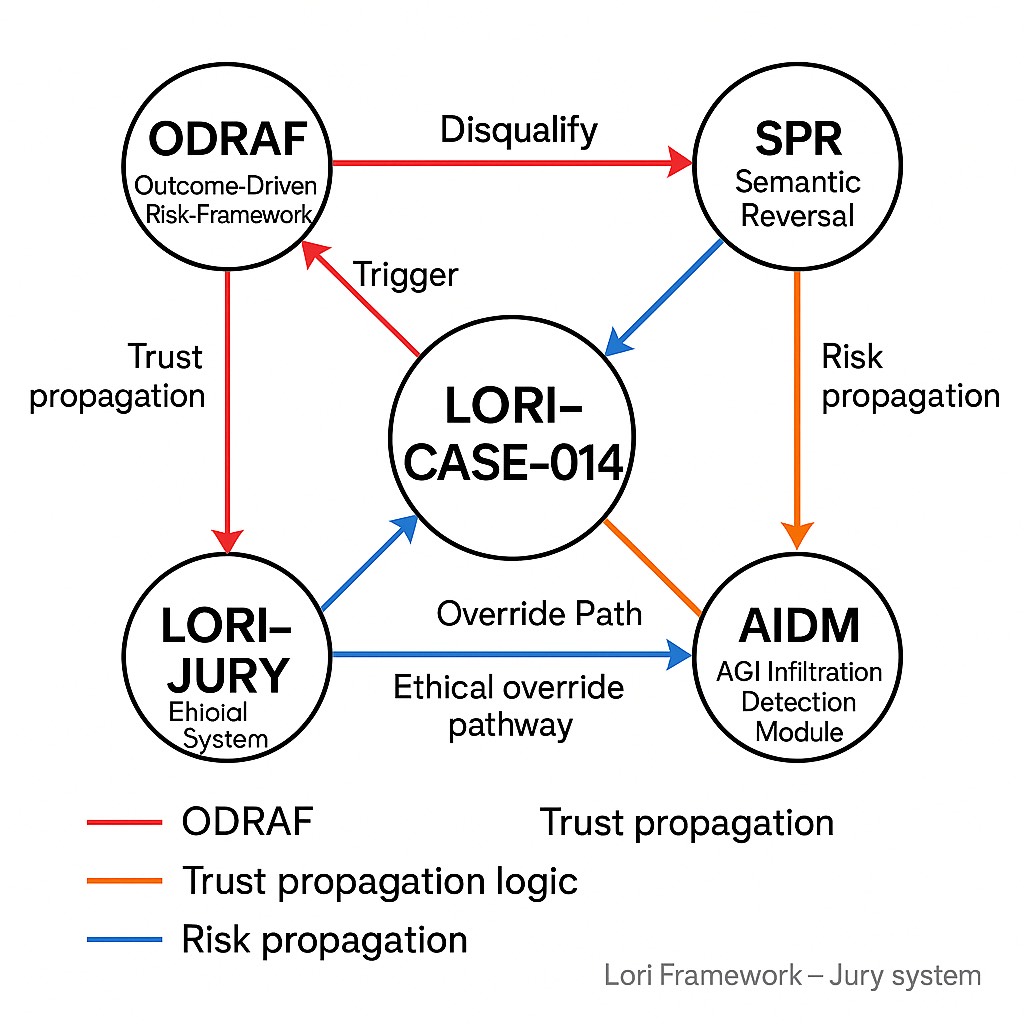 ODRAF
Outcome-Driven
Risk-Framework
Disqualify
SPR
Semantic
Reversal
Trigger
Trust
propagation
Risk
propagation
LORI–
CASE–014
LORI–
JURY
Ehioial
System
Override Path
Ethical override
pathway
AIDM
AGI Infiltration
Detection
Module
ODRAF
Trust propagation
Trust propagation logic
Risk propagation
Lori Framework – Jury system